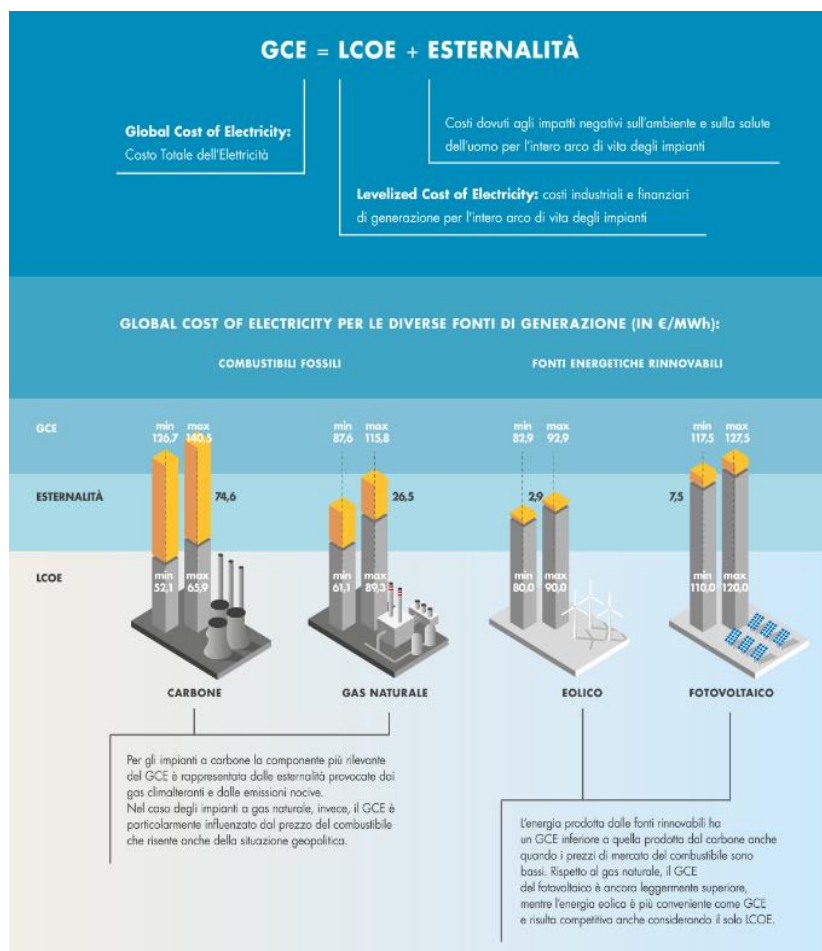 GCE = LCOE + ESTERNALITÀ
Global Cost of Electricity:
Costo Totale dell'Elettricità
Costi dovuti agli impatti negativi sull'ambiente e sulla salute
dell'uomo per l'intero arco di vita degli impianti
Levelized Cost of Electricity: costi industriali e finanziari
di generazione per l'intero arco di vita degli impianti
GLOBAL COST OF ELECTRICITY PER LE DIVERSE FONTI DI GENERAZIONE (IN €/MWh):
COMBUSTIBILI FOSSILI FONTI ENERGETICHE RINNOVABILI
GCE
min max min max min max min max
126,7 140,5 87,6 115,8 82,9 92,9 117,5 127,5
ESTERNALITÀ 74,6 26,5 2,9 7,5
LCOE
min max min max min max min max
52,1 65,9 61,1 89,3 80,0 90,0 110,0 120,0
CARBONE GAS NATURALE EOLICO FOTOVOLTAICO
Per gli impianti a carbone la componente più rilevante
del GCE è rappresentata dalle esternalità provocate dai
gas climalteranti e dalle emissioni nocive.
Nel caso degli impianti a gas naturale, invece, il GCE è
particolarmente influenzato dal prezzo del combustibile
che risente anche della situazione geopolitica.
L'energia prodotta dalle fonti rinnovabili ha
un GCE inferiore a quella prodotta dal carbone anche
quando i prezzi di mercato del combustibile sono
bassi. Rispetto al gas naturale, il GCE
del fotovoltaico è ancora leggermente superiore,
mentre l'energia eolica è più conveniente come GCE
e risulta competitiva anche considerando il solo LCOE.